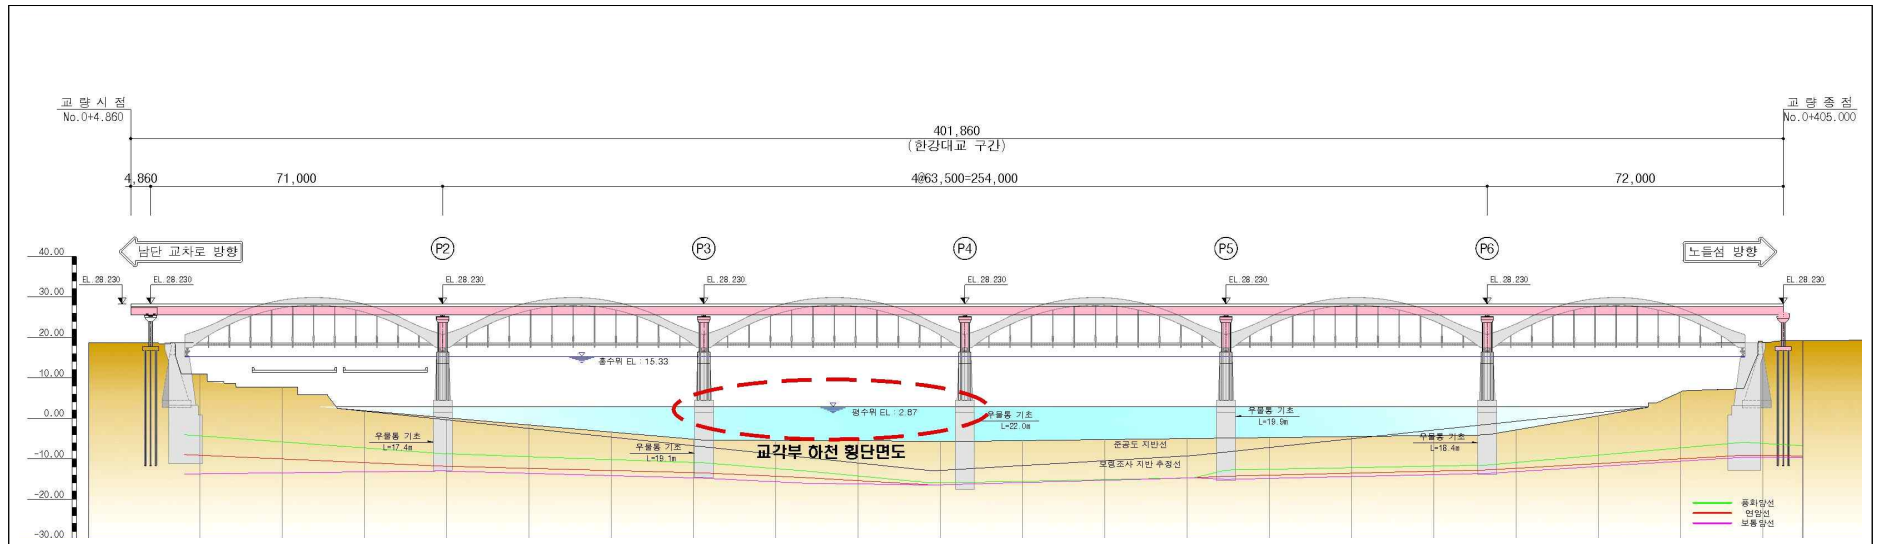 교 량 시 점
No.0+4.860
교 량 종 점
No.0+405.000
401,860
(한강대교 구간)
4,860
71,000
4@63,500=254,000
72,000
남단 교차로 방향
P2
P3
P4
P5
P6
노들섬 방향
40.00
30.00
20.00
10.00
0.00
-10.00
-20.00
-30.00
EL.28.230
EL.28.230
EL.28.230
EL.28.230
EL.28.230
EL.28.230
EL.28.230
EL.28.230
홍수위 EL : 15.33
평수위 EL : 2.87
우물통 기초
L=17.4m
우물통 기초
L=19.1m
우물통 기초
L=22.0m
우물통 기초
L=19.9m
우물통 기초
L=18.4m
교각부 하천 횡단면도
준공도 지반선
보링조사 지반 추정선
풍화암선
연암선
보통암선